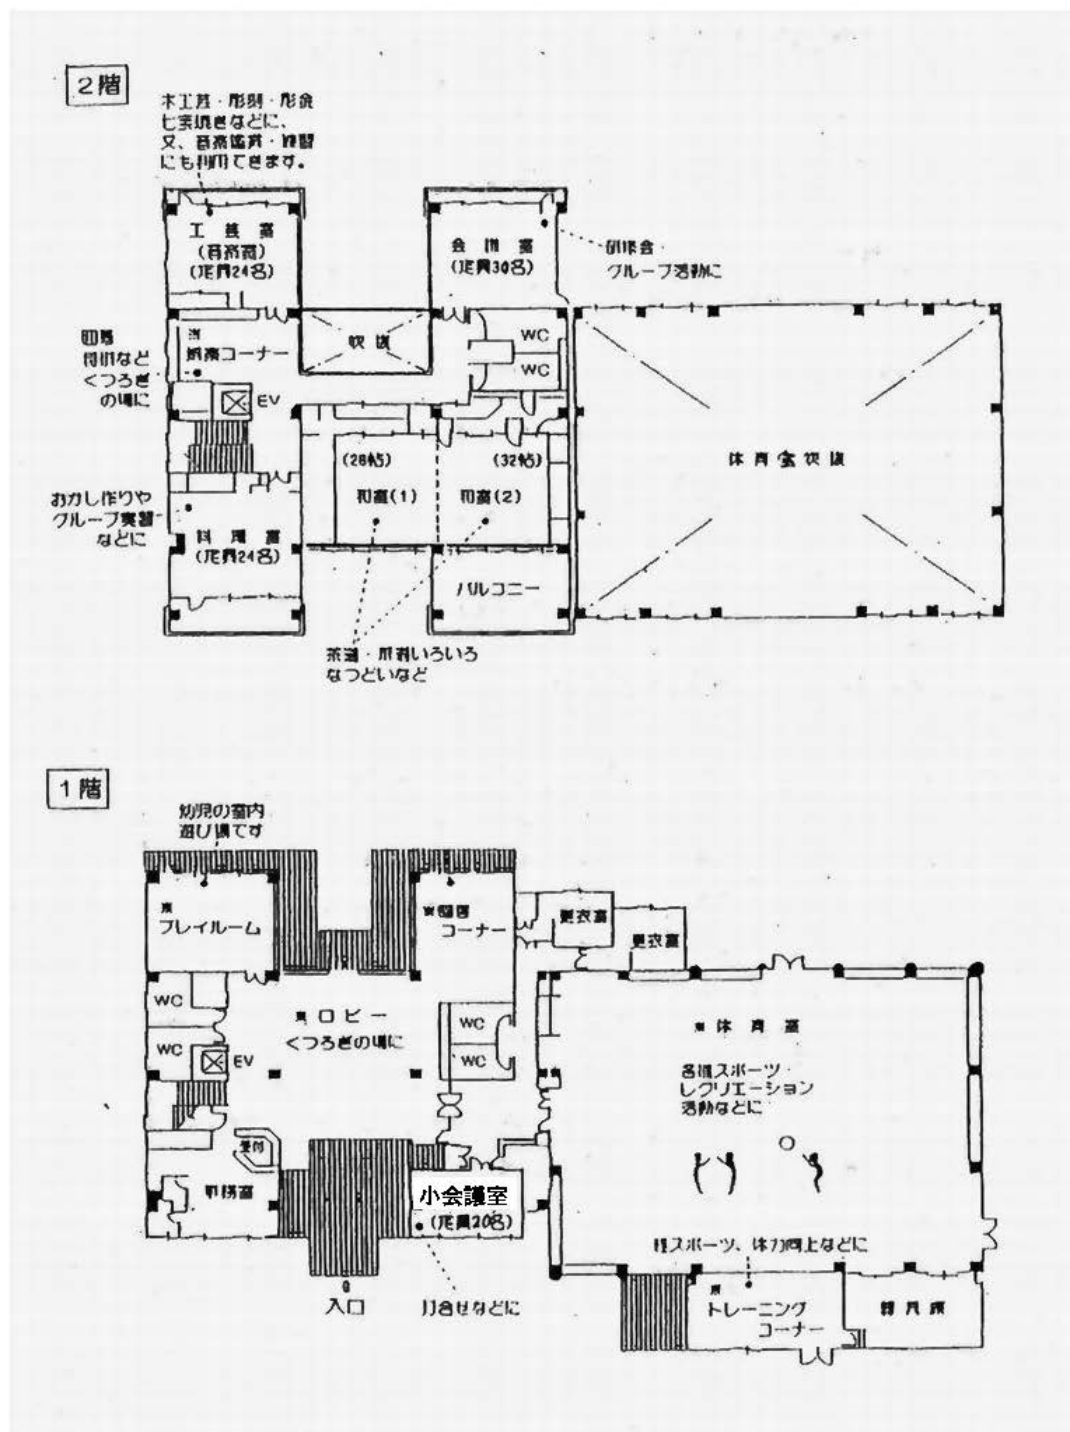 2階
木工芸・彫刻・彫金
七宝焼きなどに、
又、音楽鑑賞・練習
にも利用できます。
工芸室
(音楽室)
(定員24名)
会議室
(定員30名)
研修会
グループ活動に
囲碁
将棋など
くつろぎ
の場に
娯楽コーナー
吹抜
WC
WC
EV
(28帖)
(32帖)
和室(1)
和室(2)
体育室吹抜
おかし作りや
グループ実習
などに
料理室
(定員24名)
バルコニー
茶道・
いろいろ
なつどいなど
1階
幼児の室内
遊び場です
プレイルーム
図書
コーナー
更衣室
更衣室
WC
WC
ロビー
くつろぎの場に
WC
WC
EV
体育室
各種スポーツ・
レクリエーション
活動などに
受付
事務室
小会護室
(定員20名)
軽スポーツ、体力向上などに
入口
打合せなどに
トレーニング
コーナー
器具庫